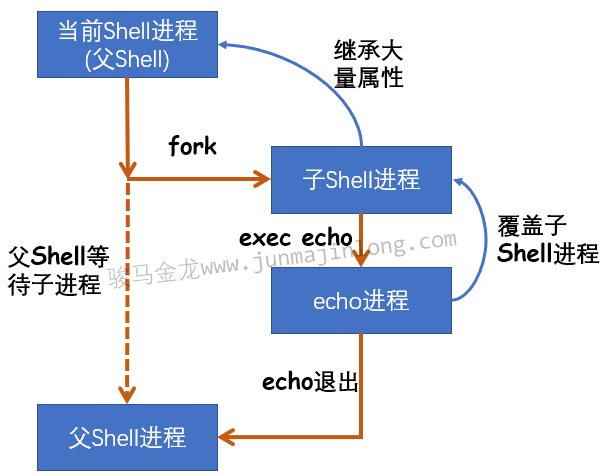 当前Shell进程
(父Shell)
继承大
量属性
fork
子Shell进程
exec echo
覆盖子
Shell进程
父Shell等
待子进程
骏马金龙www.junmajinlong.com
echo进程
echo退出
父Shell进程